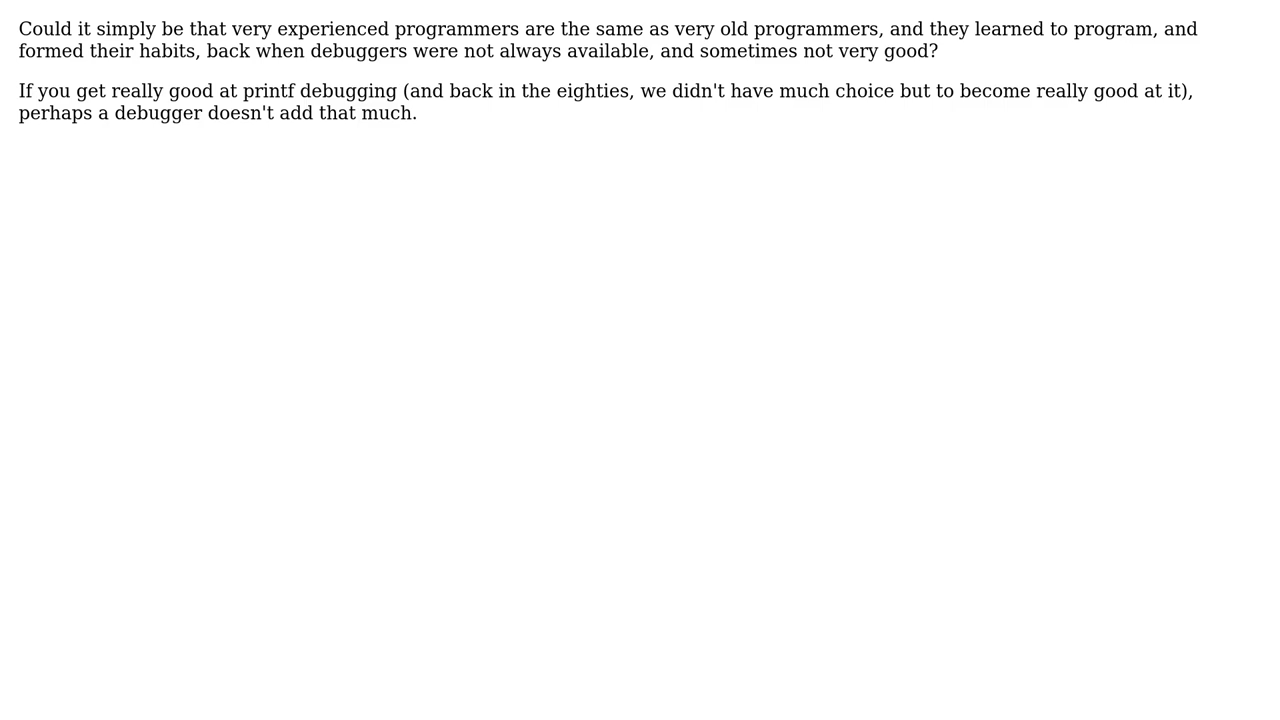 Could it simply be that very experienced programmers are the same as very old programmers, and they learned to program, and
formed their habits, back when debuggers were not always available, and sometimes not very good?
If you get really good at printf debugging (and back in the eighties, we didn't have much choice but to become really good at it),
perhaps a debugger doesn't add that much.